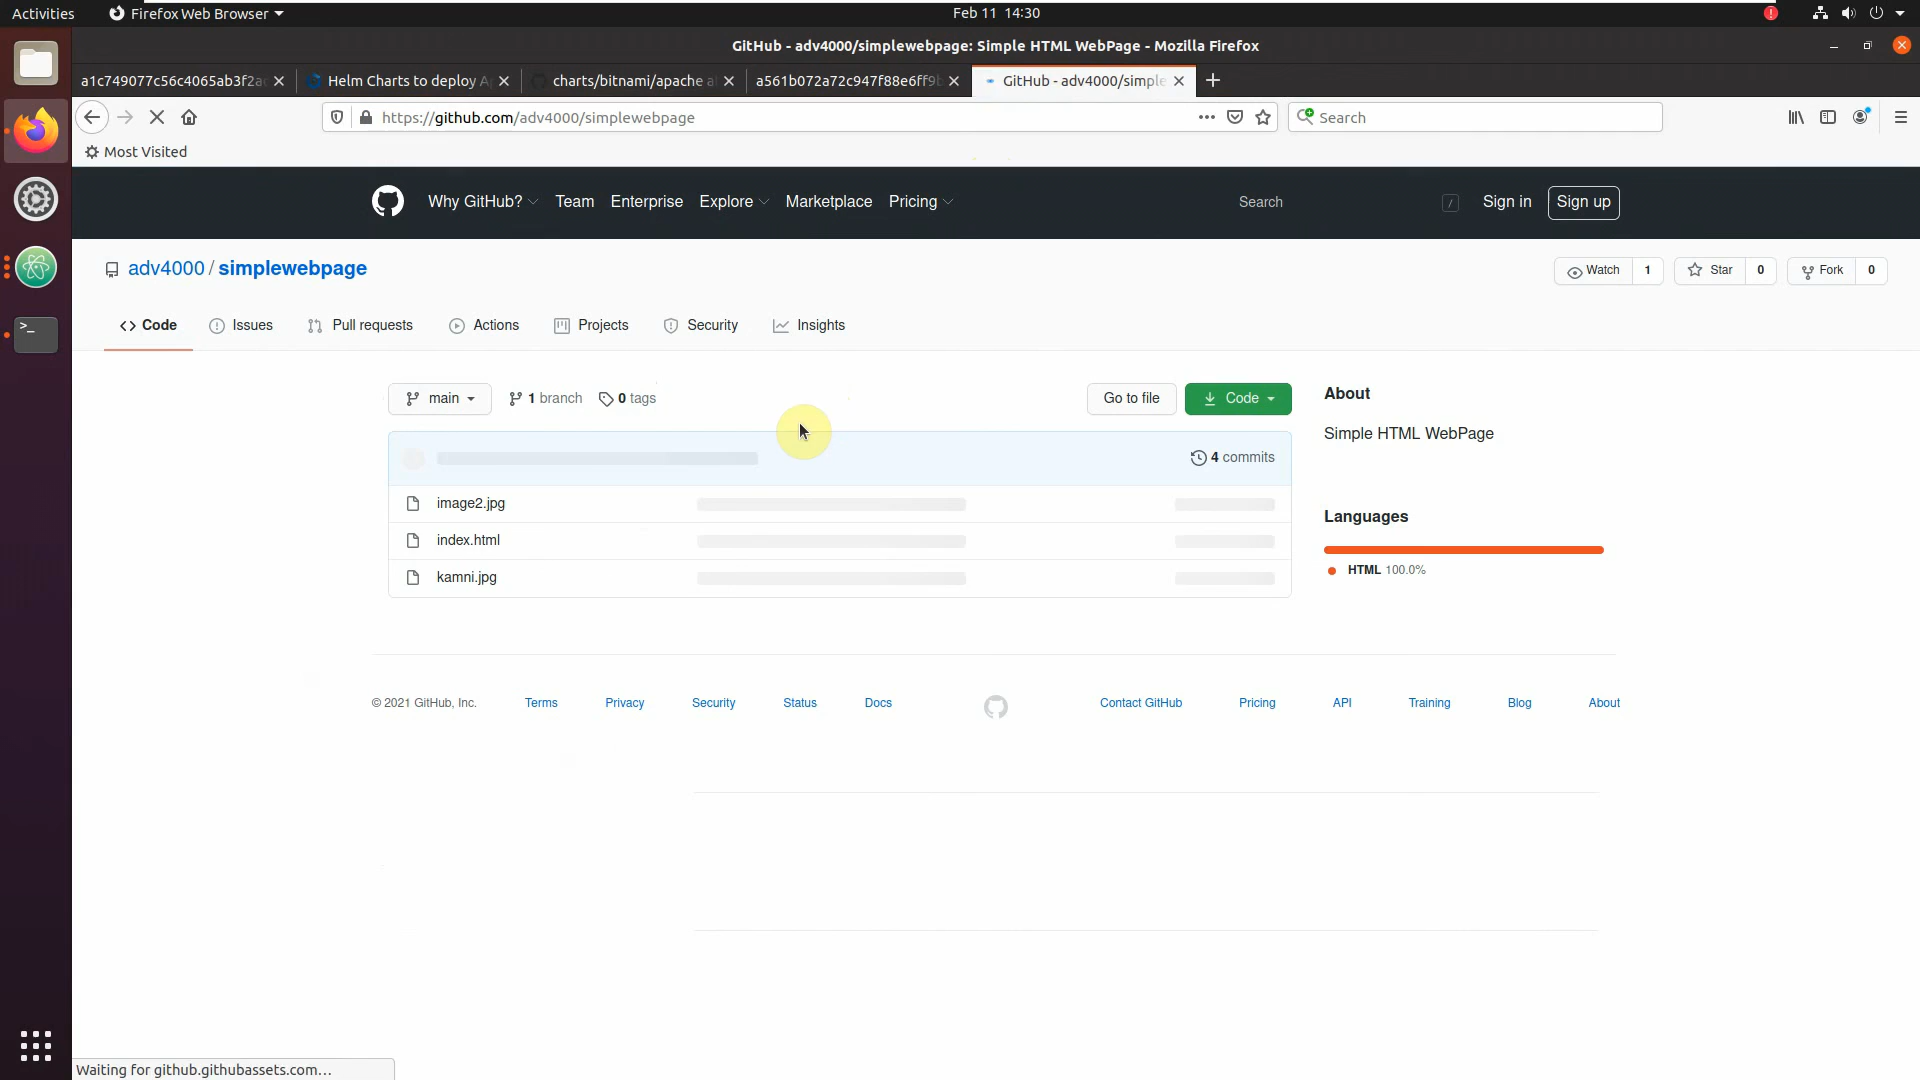 Activities Firefox Web Browser Feb 11 14:30
GitHub - adv4000/simplewebpage: Simple HTML WebPage - Mozilla Firefox
a1c749077c56c4065ab3f2a Helm Charts to deploy charts/bitnami/apache a561b072a72c947f88e6ff9 GitHub - adv4000/simple
https://github.com/adv4000/simplewebpage Search
Most Visited
Why GitHub? Team Enterprise Explore Marketplace Pricing Search / Sign in Sign up
adv4000 / simplewebpage Watch 1 Star 0 Fork 0
Code Issues Pull requests Actions Projects Security Insights
main 1 branch 0 tags Go to file Code About
Simple HTML WebPage
4 commits
image2.jpg
Languages
index.html
HTML 100.0%
kamni.jpg
© 2021 GitHub, Inc. Terms Privacy Security Status Docs Contact GitHub Pricing API Training Blog About
Waiting for github.githubassets.com...